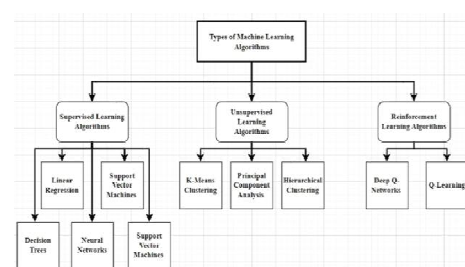 Types of Machine Learning
Algorithms
Supervised Learning
Algorithms
Unsupervised
Learning
Algorithms
Reinforcement
Learning Algorithms
Linear
Regression
Support
Vector
Machines
K-Means
Clustering
Principal
Component
Analysis
Hierarchical
Clustering
Deep Q-
Networks
Q-Learning
Decision
Trees
Neural
Networks
Support
Vector
Machines